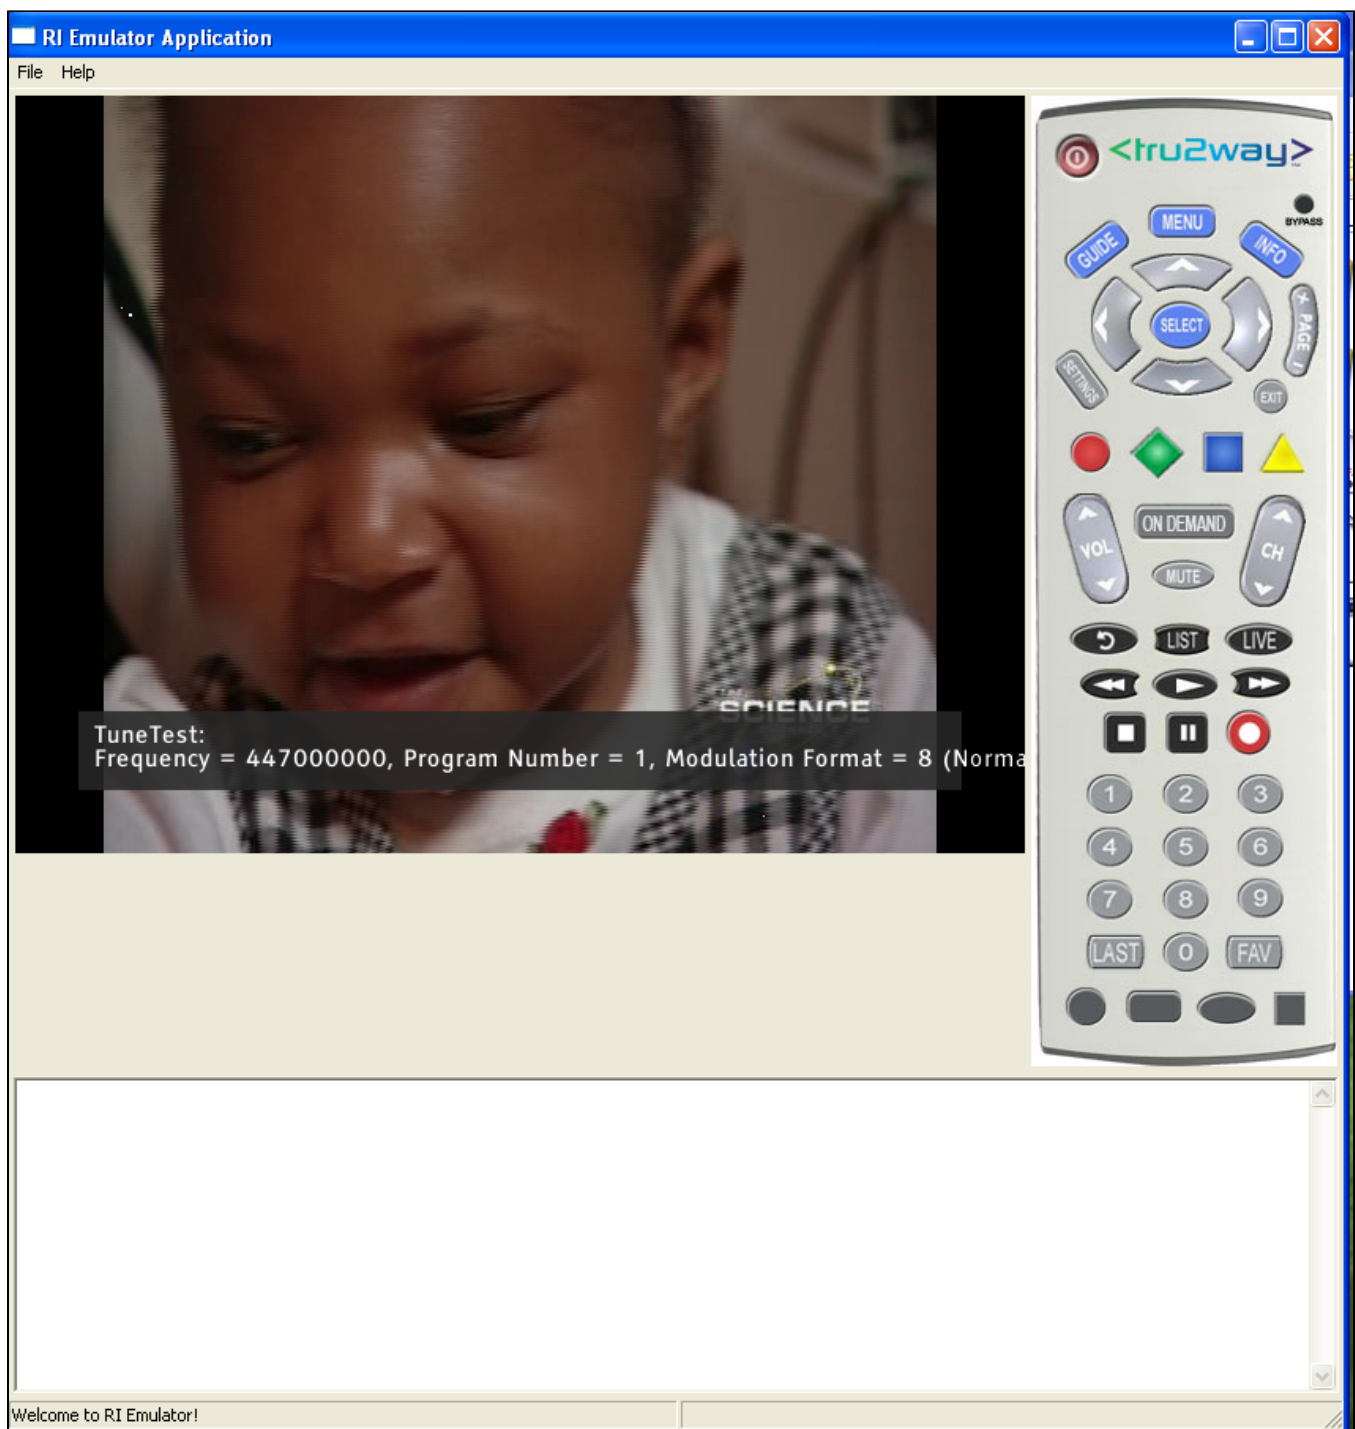 RI Emulator Application
File Help
<tru2way>™
BYPASS
MENU
GUIDE
INFO
+ PAGE –
SELECT
SETTINGS
EXIT
ON DEMAND
VOL
CH
MUTE
LIST LIVE
SCIENCE
TuneTest:
Frequency = 447000000, Program Number = 1, Modulation Format = 8 (Norma
1 2 3
4 5 6
7 8 9
LAST 0 FAV
Welcome to RI Emulator!